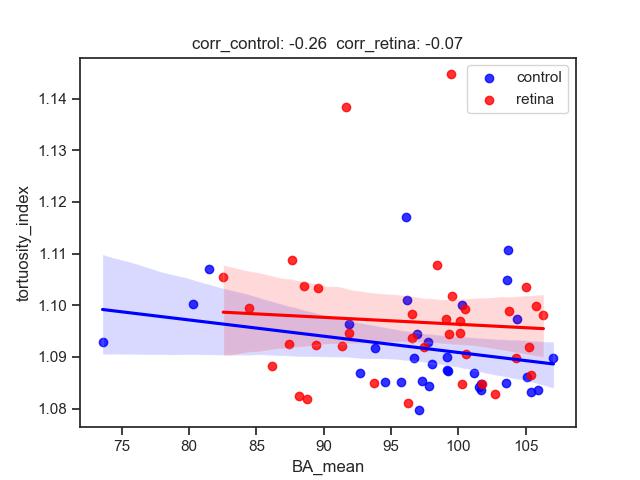 corr_control: -0.26 corr_retina: -0.07
control
retina
tortuosity_index
1.14
1.13
1.12
1.11
1.10
1.09
1.08
75 80 85 90 95 100 105
BA_mean